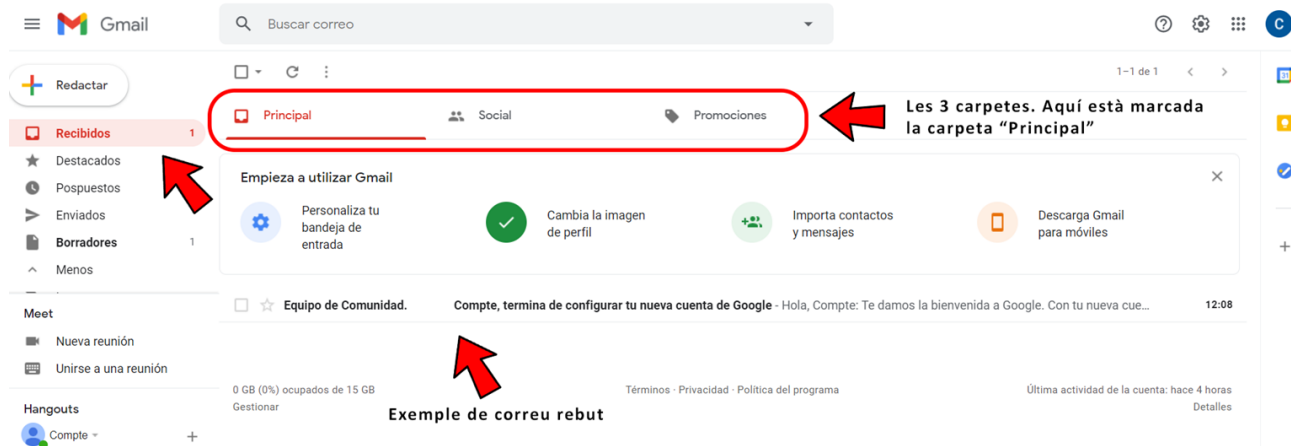 Gmail
Buscar correo
C
Redactar
1–1 de 1
31
Principal
Social
Promociones
Les 3 carpetes. Aquí està marcada
la carpeta “Principal”
Recibidos 1
Destacados
Pospuestos
Enviados
Borradores 1
Menos
Empieza a utilizar Gmail
Personaliza tu
bandeja de
entrada
Cambia la imagen
de perfil
Importa contactos
y mensajes
Descarga Gmail
para móviles
Equipo de Comunidad. Compte, termina de configurar tu nueva cuenta de Google - Hola, Compte: Te damos la bienvenida a Google. Con tu nueva cue… 12:08
Meet
Nueva reunión
Unirse a una reunión
Hangouts
Compte
0 GB (0%) ocupados de 15 GB
Gestionar
Términos · Privacidad · Política del programa
Última actividad de la cuenta: hace 4 horas
Detalles
Exemple de correu rebut